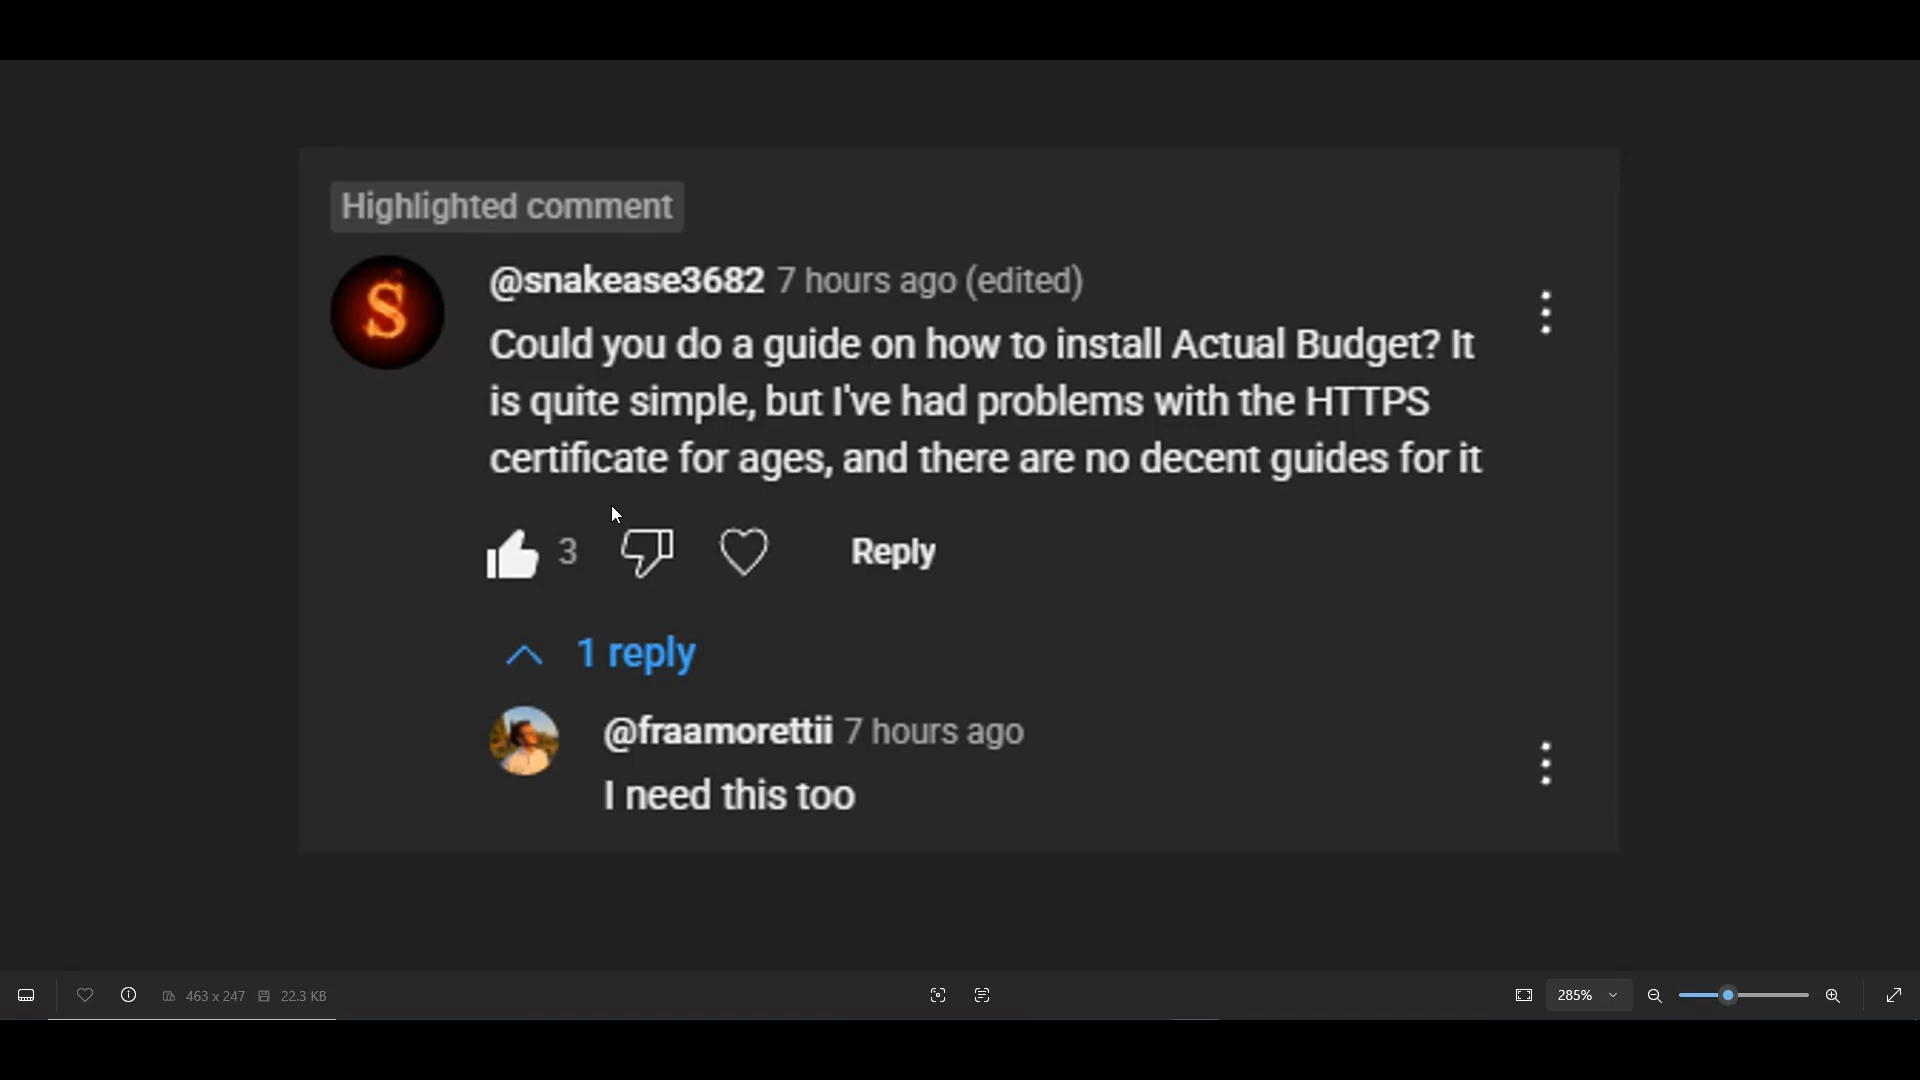 Highlighted comment
S
@snakease3682 7 hours ago (edited)
Could you do a guide on how to install Actual Budget? It
is quite simple, but I've had problems with the HTTPS
certificate for ages, and there are no decent guides for it
3 Reply
1 reply
@fraamorettii 7 hours ago
I need this too
463 x 247 22.3 KB 285%